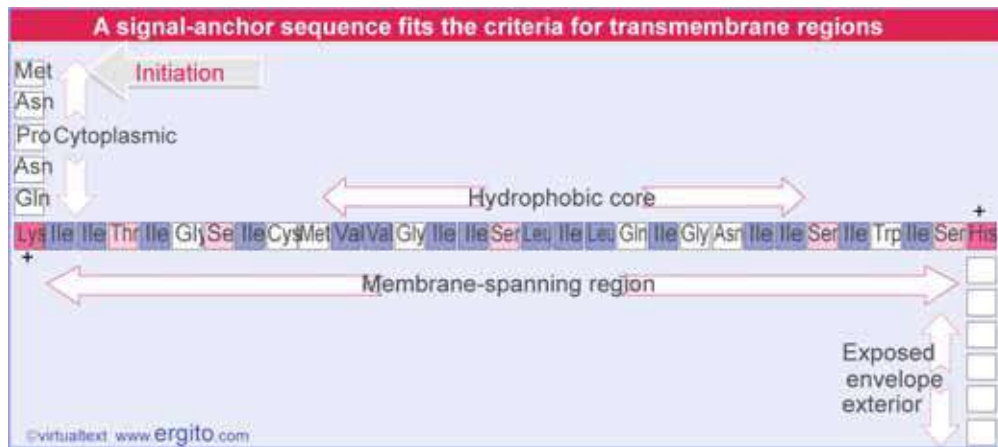 A signal-anchor sequence fits the criteria for transmembrane regions
Met
Initiation
Asn
Pro Cytoplasmic
Asn
Gln
Hydrophobic core
+
Lys Ile Ile Thr Ile Gly Se Ile Cys Met Val Val Gly Ile Ile Ser Leu Ile Leu Gln Ile Gly Asn Ile Ile Ser Ile Trp Ile Ser His
+
Membrane-spanning region
Exposed
envelope
exterior
©virtualtext www.ergito.com